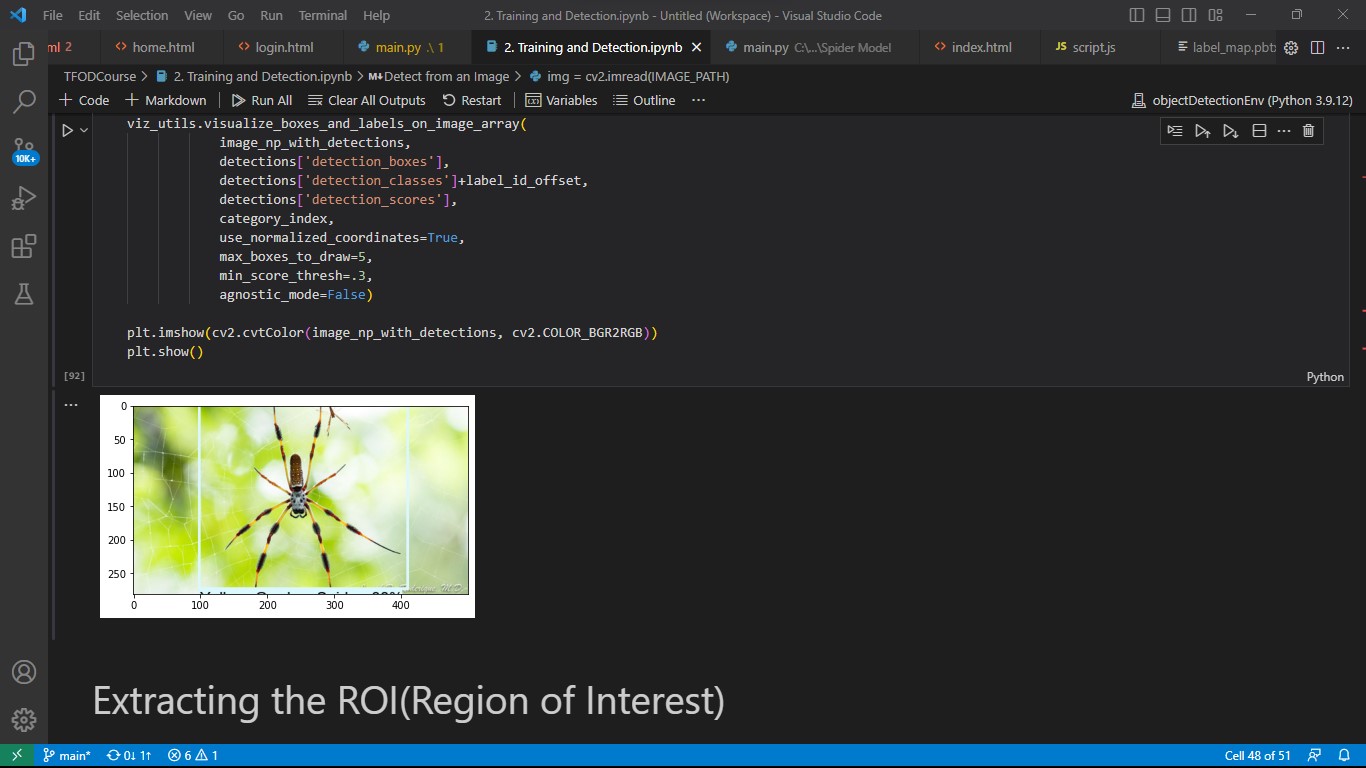 File Edit Selection View Go Run Terminal Help
2. Training and Detection.ipynb - Untitled (Workspace) - Visual Studio Code
ml 2
home.html
login.html
main.py .\ 1
2. Training and Detection.ipynb
main.py C:\...\Spider Model
index.html
JS script.js
label_map.pbt
TFODCourse > 2. Training and Detection.ipynb > M↓Detect from an Image > img = cv2.imread(IMAGE_PATH)
+ Code + Markdown Run All Clear All Outputs Restart Variables Outline ...
objectDetectionEnv (Python 3.9.12)
10K+
viz_utils.visualize_boxes_and_labels_on_image_array(
image_np_with_detections,
detections['detection_boxes'],
detections['detection_classes']+label_id_offset,
detections['detection_scores'],
category_index,
use_normalized_coordinates=True,
max_boxes_to_draw=5,
min_score_thresh=.3,
agnostic_mode=False)
plt.imshow(cv2.cvtColor(image_np_with_detections, cv2.COLOR_BGR2RGB))
plt.show()
[92]
Python
0
50
100
150
200
250
0 100 200 300 400
Extracting the ROI(Region of Interest)
main* 0↓ 1↑ 6 1
Cell 48 of 51